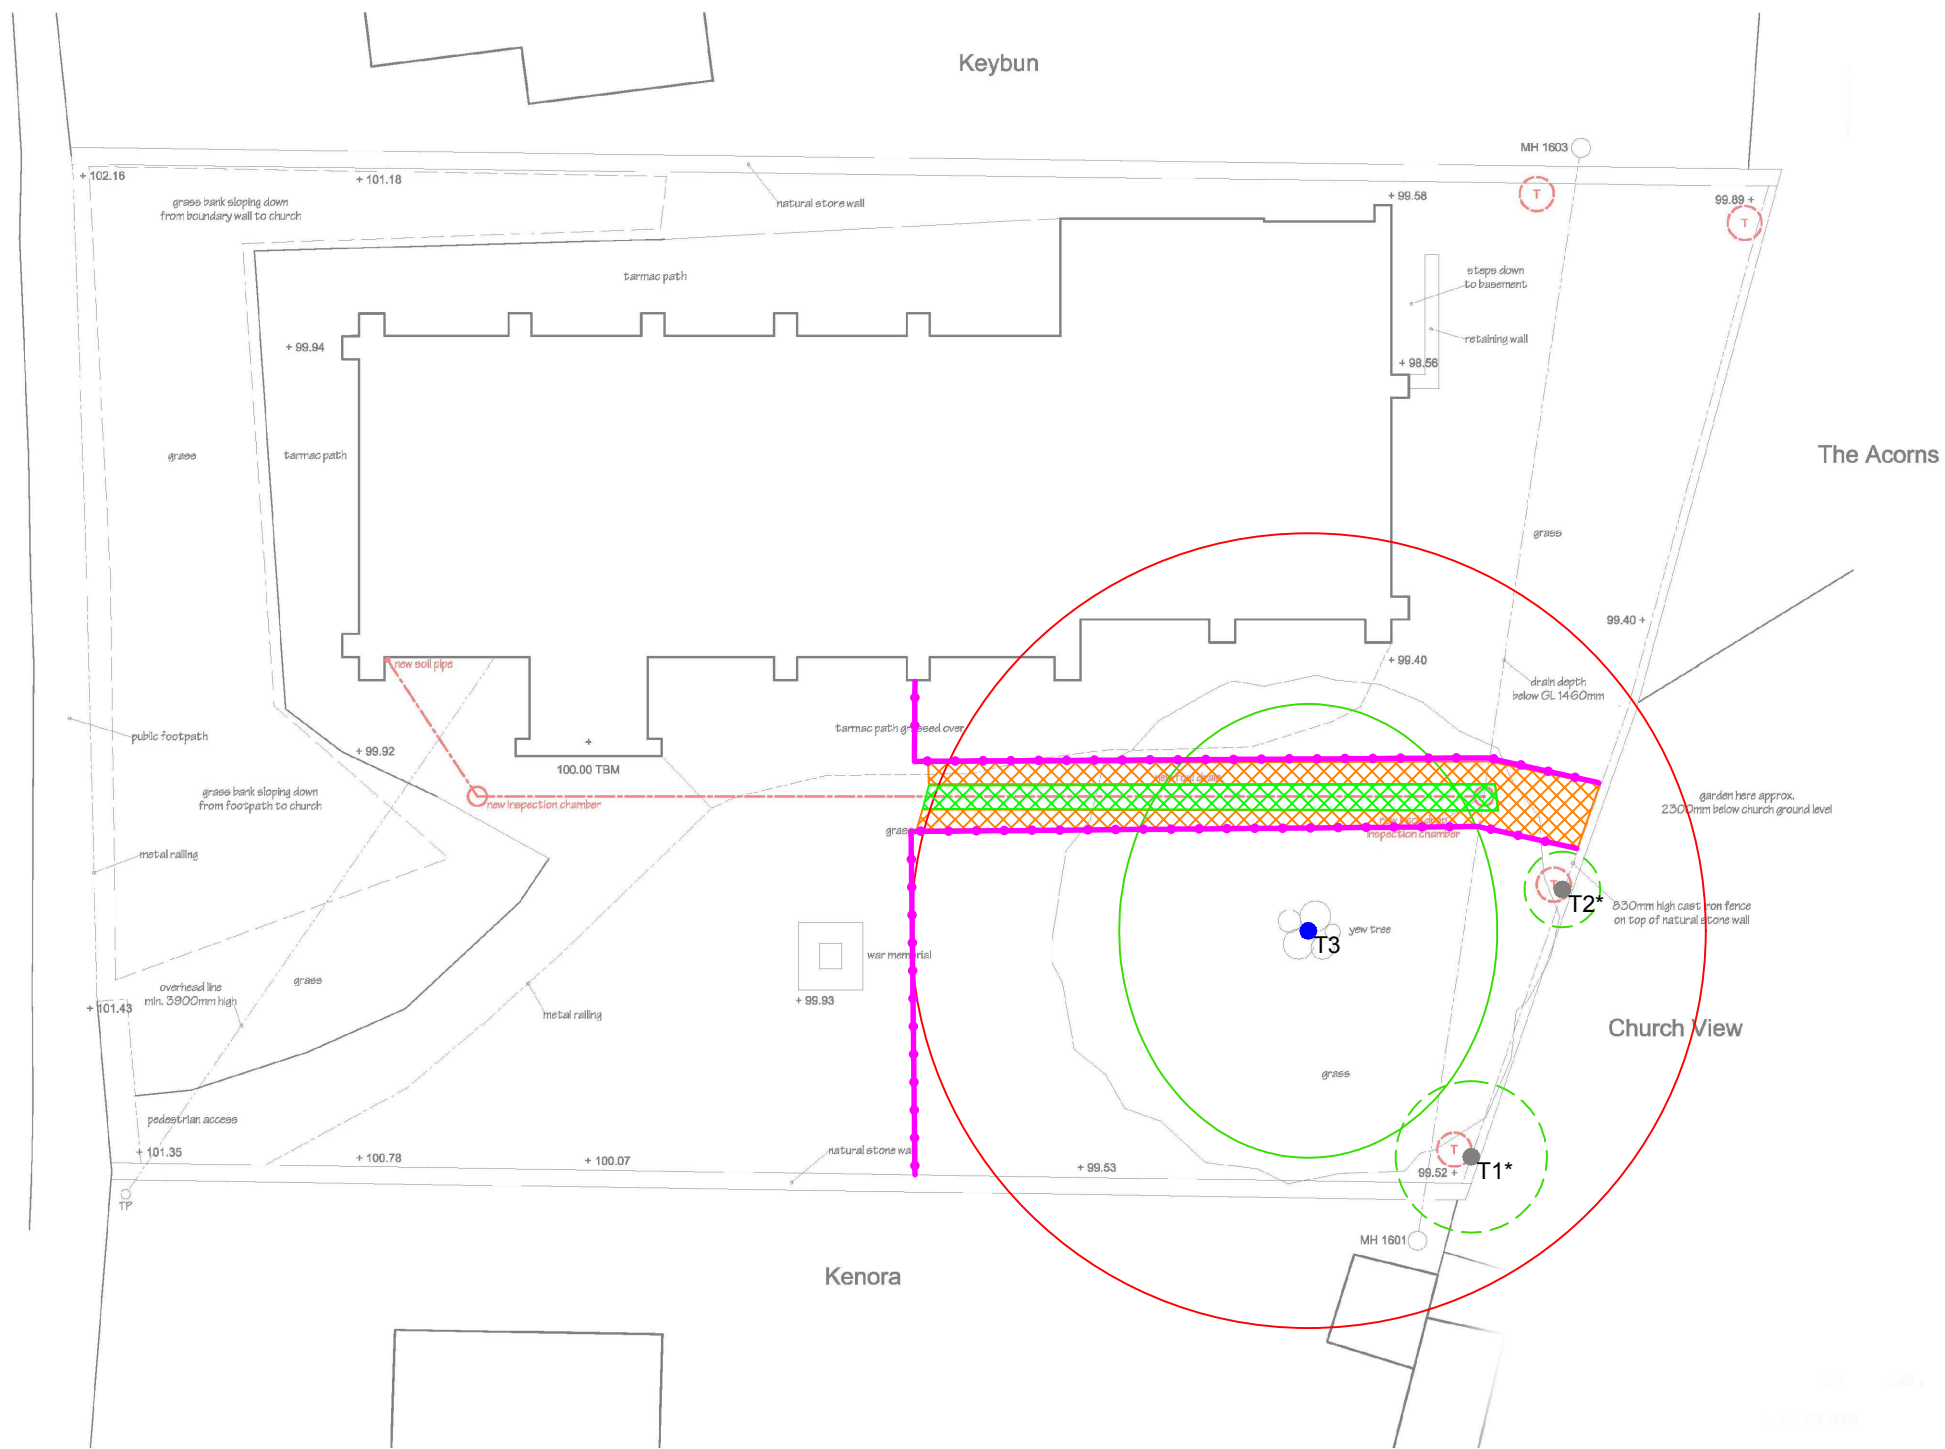 Keybun
MH 1603
+ 102.16
+ 101.18
grass bank sloping down
from boundary wall to church
natural store wall
+ 99.58
T
99.89 +
T
tarmac path
steps down
to basement
retaining wall
+ 99.94
+ 98.56
grass
tarmac path
The Acorns
grass
99.40 +
new soil pipe
+ 99.40
drain depth
below GL 1460mm
public footpath
tarmac path grassed over
+ 99.92
+
100.00 TBM
new foul drain
grass bank sloping down
from footpath to church
new inspection chamber
garden here approx.
2300mm below church ground level
grass
inspection chamber
metal railing
T
T2*
830mm high cast iron fence
on top of natural stone wall
yew tree
T3
war memorial
grass
overhead line
min. 3900mm high
+ 99.93
+ 101.43
metal railing
Church View
grass
pedestrian access
+ 101.35
+ 100.78
+ 100.07
natural stone wal
+ 99.53
T
99.52 +
T1*
TP
MH 1601
Kenora